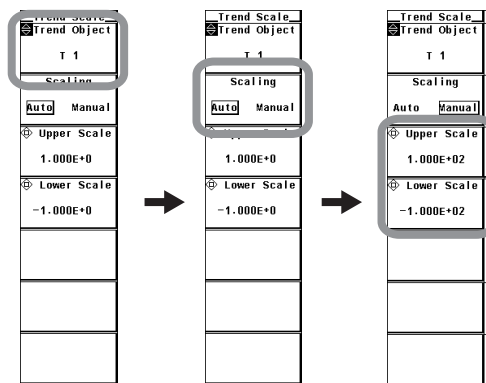 Trend Scale
Trend Object
T 1
Scaling
Auto Manual
Upper Scale
1.000E+0
Lower Scale
-1.000E+0
Trend Scale
Trend Object
T 1
Scaling
Auto Manual
Upper Scale
1.000E+0
Lower Scale
-1.000E+0
Trend Scale
Trend Object
T 1
Scaling
Auto Manual
Upper Scale
1.000E+02
Lower Scale
-1.000E+02